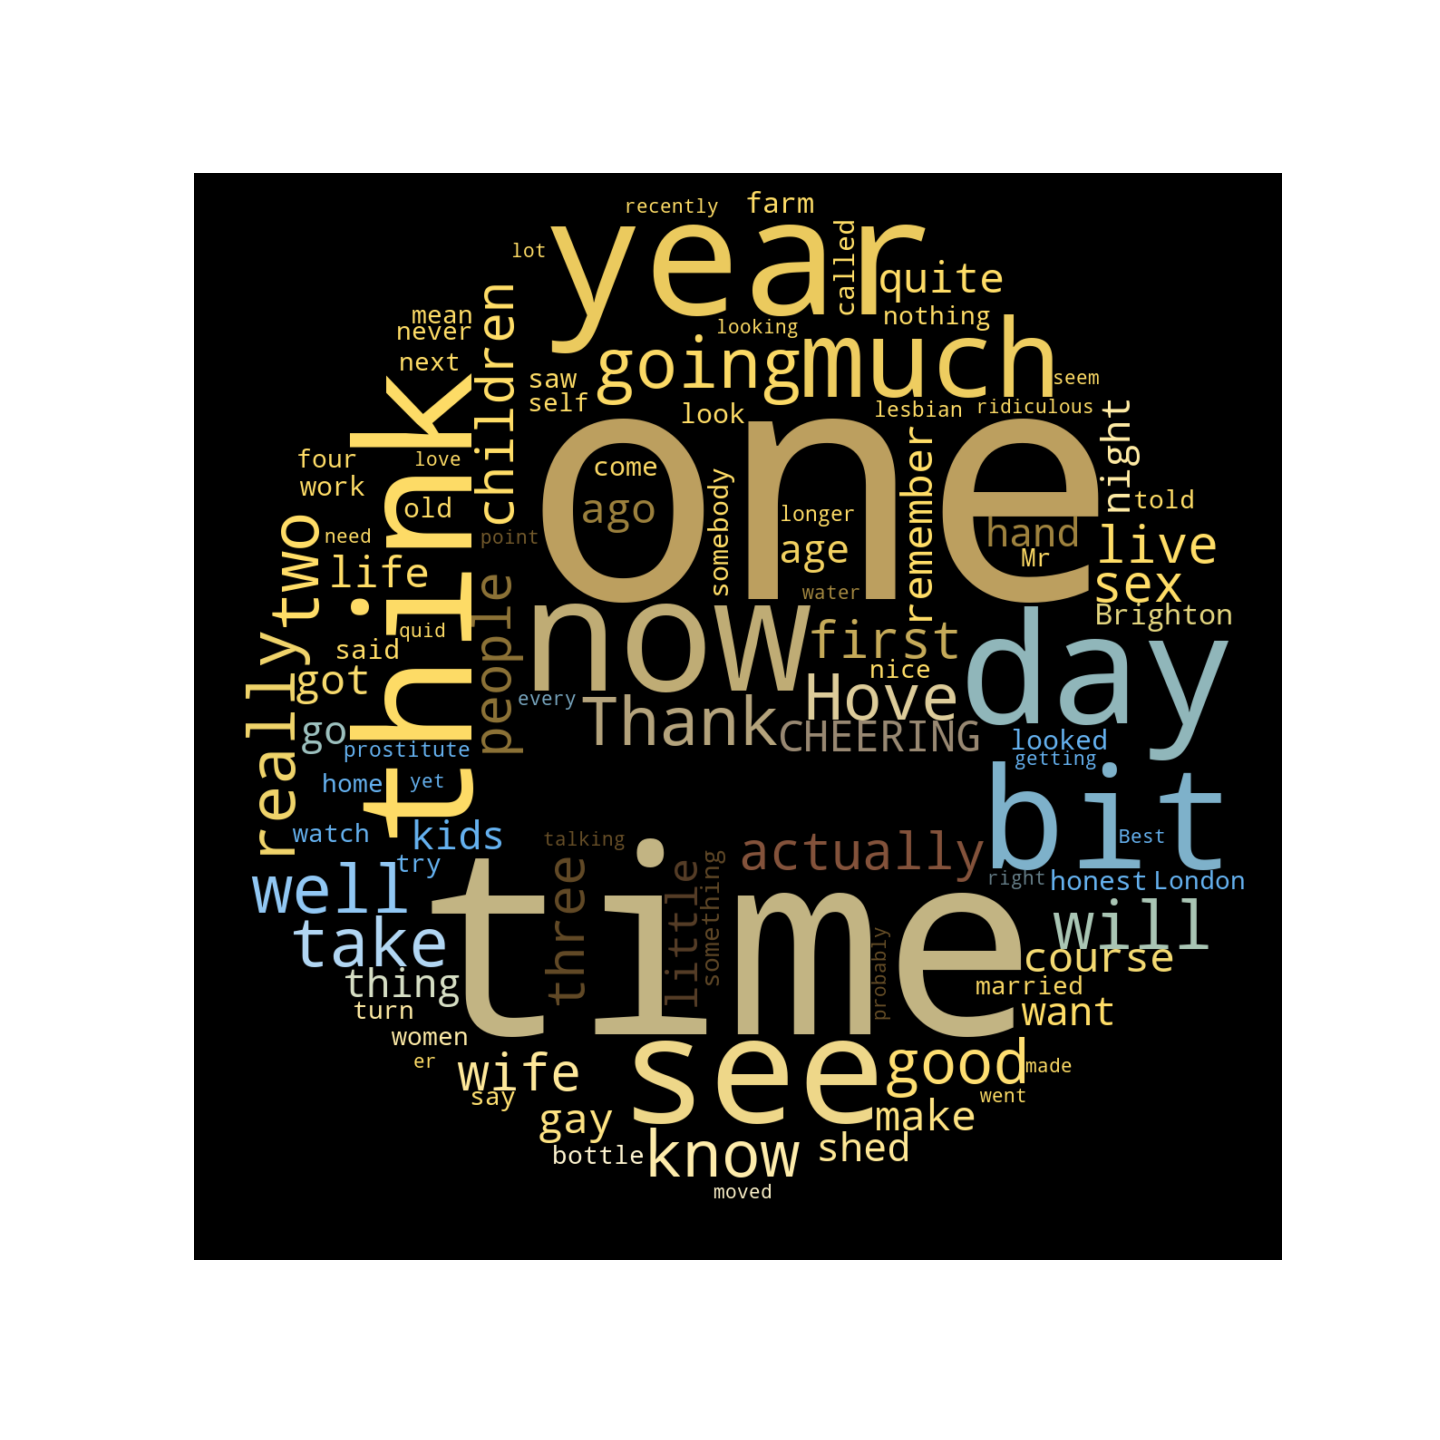 recently
farm
year
called
lot
quite
mean
never
next
children
nothing
looking
going
much
saw
self
look
seem
lesbian
ridiculous
think
one
night
four
work
love
old
come
ago
somebody
longer
age
remember
hand
Mr
told
live
sex
need
point
water
Brighton
two
life
quid
people
now
first
nice
day
said
got
really
every
Thank
Hove
CHEERING
go
prostitute
looked
getting
home
yet
bit
watch
kids
try
talking
actually
Best
right
honest
London
well
take
time
three
little
something
probably
will
course
thing
married
want
turn
women
er
say
wife
see
good
made
went
gay
make
bottle
know
shed
moved